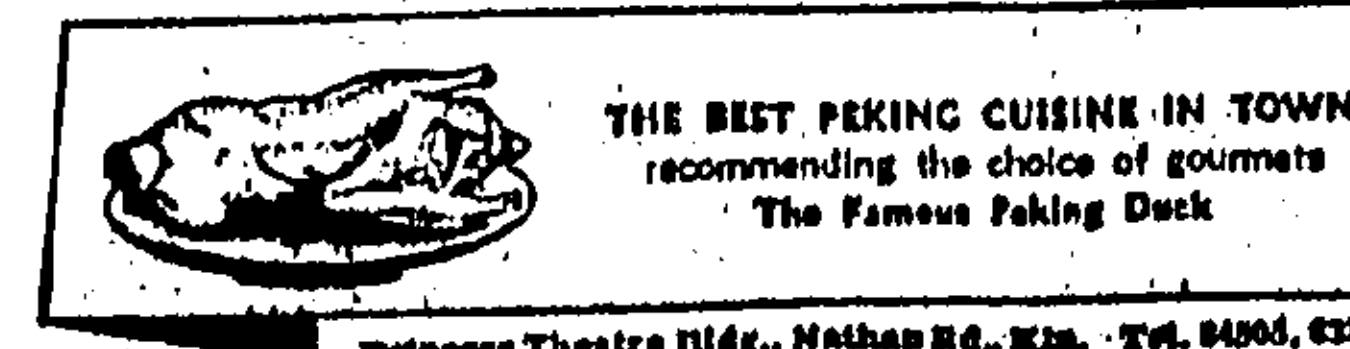 THE BEST PEKING CUISINE IN TOWN
recommending the choice of gourmets
The Famous Peking Duck
Theatre Bldg., Nathan Rd., Kln. Tel.